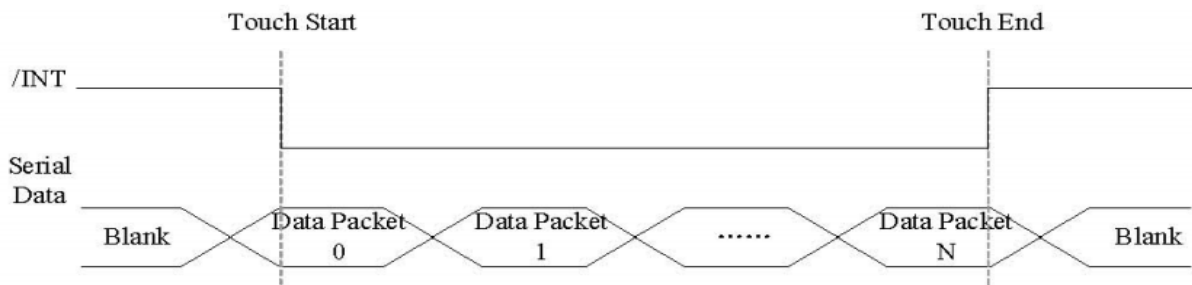 Touch Start
Touch End
/INT
Serial
Data
Blank
Data Packet
0
Data Packet
1
......
Data Packet
N
Blank